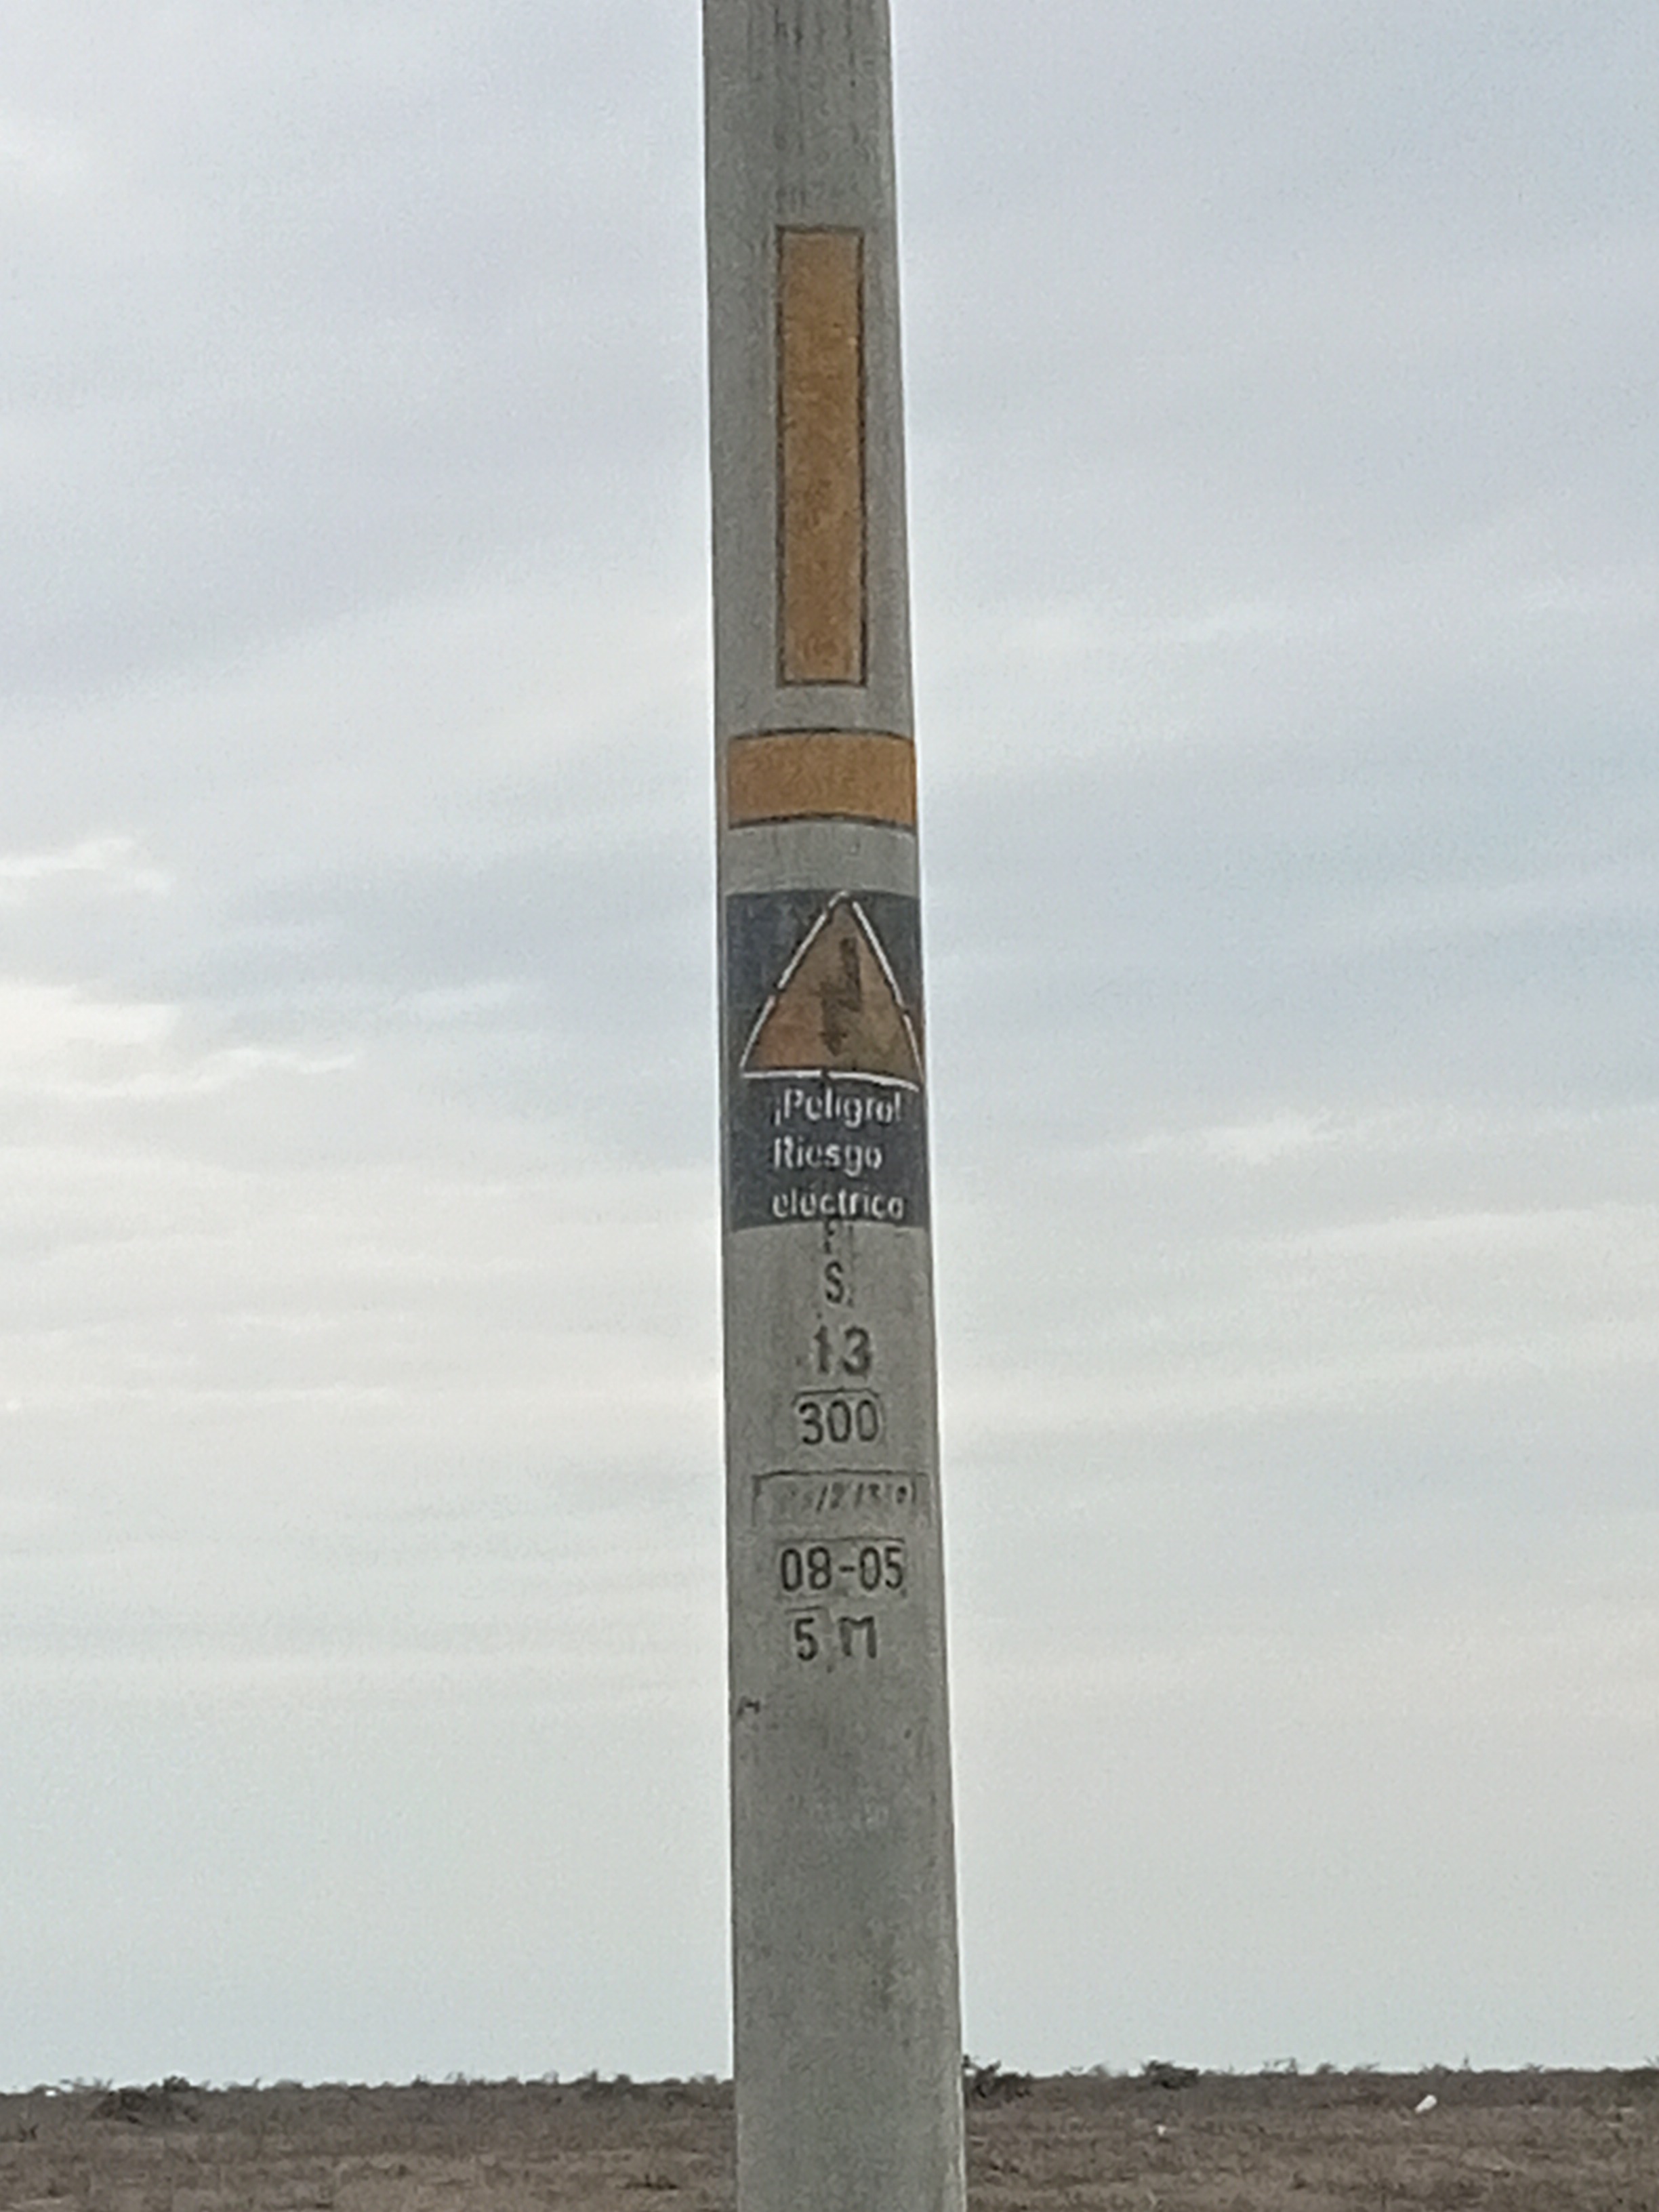 ¡Peligro!
Riesgo
eléctrico
S
13
300
08-05
5 M